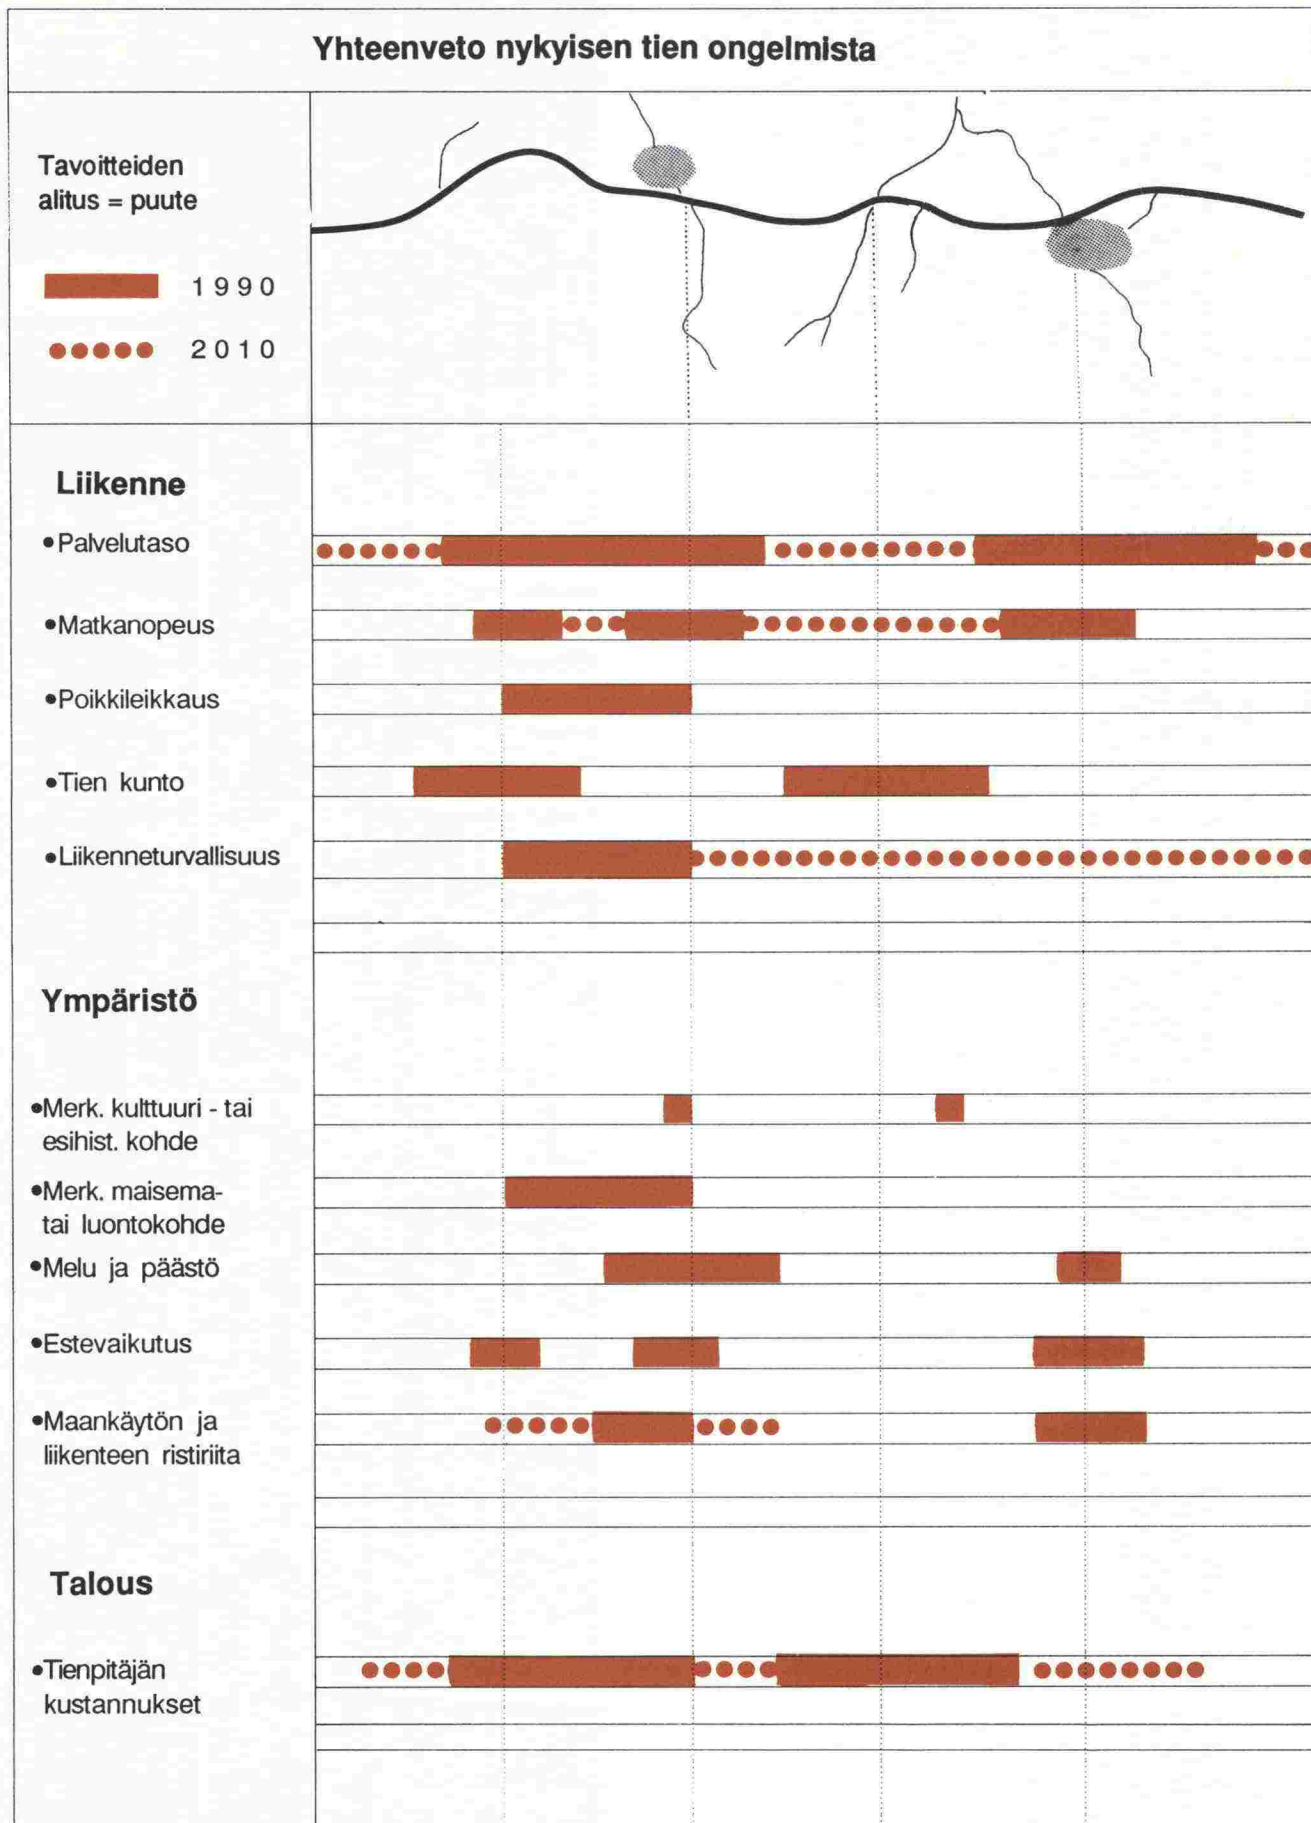 Yhteenveto nykyisen tien ongelmista
Tavoitteiden
alitus = puute
1990
2010
Liikenne
•Palvelutaso
•Matkanopeus
•Poikkileikkaus
•Tien kunto
•Liikenneturvallisuus
Ympäristö
•Merk. kulttuuri - tai
esihist. kohde
•Merk. maisema-
tai luontokohde
•Melu ja päästö
•Estevaikutus
•Maankäytön ja
liikenteen ristiriita
Talous
•Tienpitäjän
kustannukset